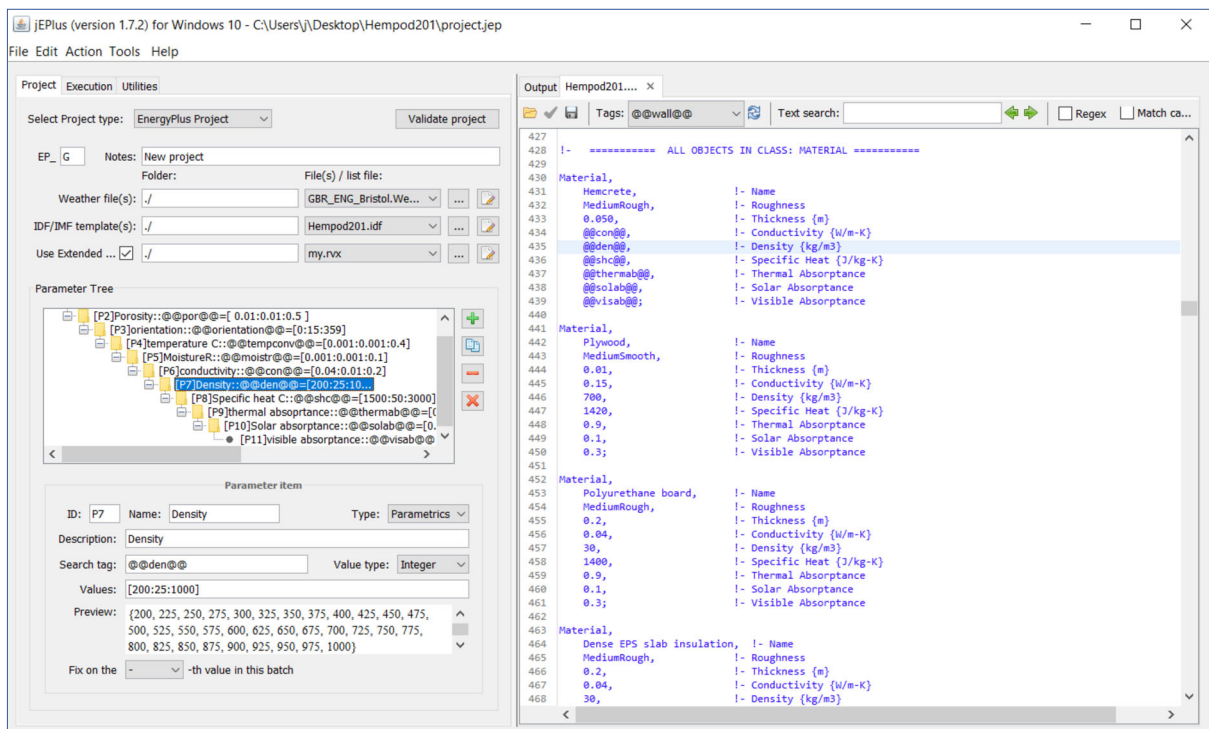 jEPlus (version 1.7.2) for Windows 10 - C:\Users\j\Desktop\Hempod201\project.jep
File Edit Action Tools Help
Project Execution Utilities
Select Project type: EnergyPlus Project Validate project
EP_ G Notes: New project
Folder: File(s) / list file:
Weather file(s): ./ GBR_ENG_Bristol.We... ...
IDF/IMF template(s): ./ Hempod201.idf ...
Use Extended ... ./ my.rvx ...
Parameter Tree
[P2]Porosity::@@por@@=[ 0.01:0.01:0.5 ]
[P3]orientation::@@orientation@@=[0:15:359]
[P4]temperature C::@@tempconv@@=[0.001:0.001:0.4]
[P5]MoistureR::@@moistr@@=[0.001:0.001:0.1]
[P6]conductivity::@@con@@=[0.04:0.01:0.2]
[P7]Density::@@den@@=[200:25:10...
[P8]Specific heat C::@@shc@@=[1500:50:3000]
[P9]thermal absoprtance::@@thermab@@=[0
[P10]Solar absorptance::@@solab@@=[0.
[P11]visible absorptance::@@visab@@
Parameter item
ID: P7 Name: Density Type: Parametrics
Description: Density
Search tag: @@den@@ Value type: Integer
Values: [200:25:1000]
Preview: {200, 225, 250, 275, 300, 325, 350, 375, 400, 425, 450, 475,
500, 525, 550, 575, 600, 625, 650, 675, 700, 725, 750, 775,
800, 825, 850, 875, 900, 925, 950, 975, 1000}
Fix on the - -th value in this batch
Output Hempod201....
Tags: @@wall@@ Text search: Regex Match ca...
427
428 !- =========== ALL OBJECTS IN CLASS: MATERIAL ===========
429
430 Material,
431 Hemcrete, !- Name
432 MediumRough, !- Roughness
433 0.050, !- Thickness {m}
434 @@con@@, !- Conductivity {W/m-K}
435 @@den@@, !- Density {kg/m3}
436 @@shc@@, !- Specific Heat {J/kg-K}
437 @@thermab@@, !- Thermal Absorptance
438 @@solab@@, !- Solar Absorptance
439 @@visab@@; !- Visible Absorptance
440
441 Material,
442 Plywood, !- Name
443 MediumSmooth, !- Roughness
444 0.01, !- Thickness {m}
445 0.15, !- Conductivity {W/m-K}
446 700, !- Density {kg/m3}
447 1420, !- Specific Heat {J/kg-K}
448 0.9, !- Thermal Absorptance
449 0.1, !- Solar Absorptance
450 0.3; !- Visible Absorptance
451
452 Material,
453 Polyurethane board, !- Name
454 MediumRough, !- Roughness
455 0.2, !- Thickness {m}
456 0.04, !- Conductivity {W/m-K}
457 30, !- Density {kg/m3}
458 1400, !- Specific Heat {J/kg-K}
459 0.9, !- Thermal Absorptance
460 0.1, !- Solar Absorptance
461 0.3; !- Visible Absorptance
462
463 Material,
464 Dense EPS slab insulation, !- Name
465 MediumRough, !- Roughness
466 0.2, !- Thickness {m}
467 0.04, !- Conductivity {W/m-K}
468 30, !- Density {kg/m3}